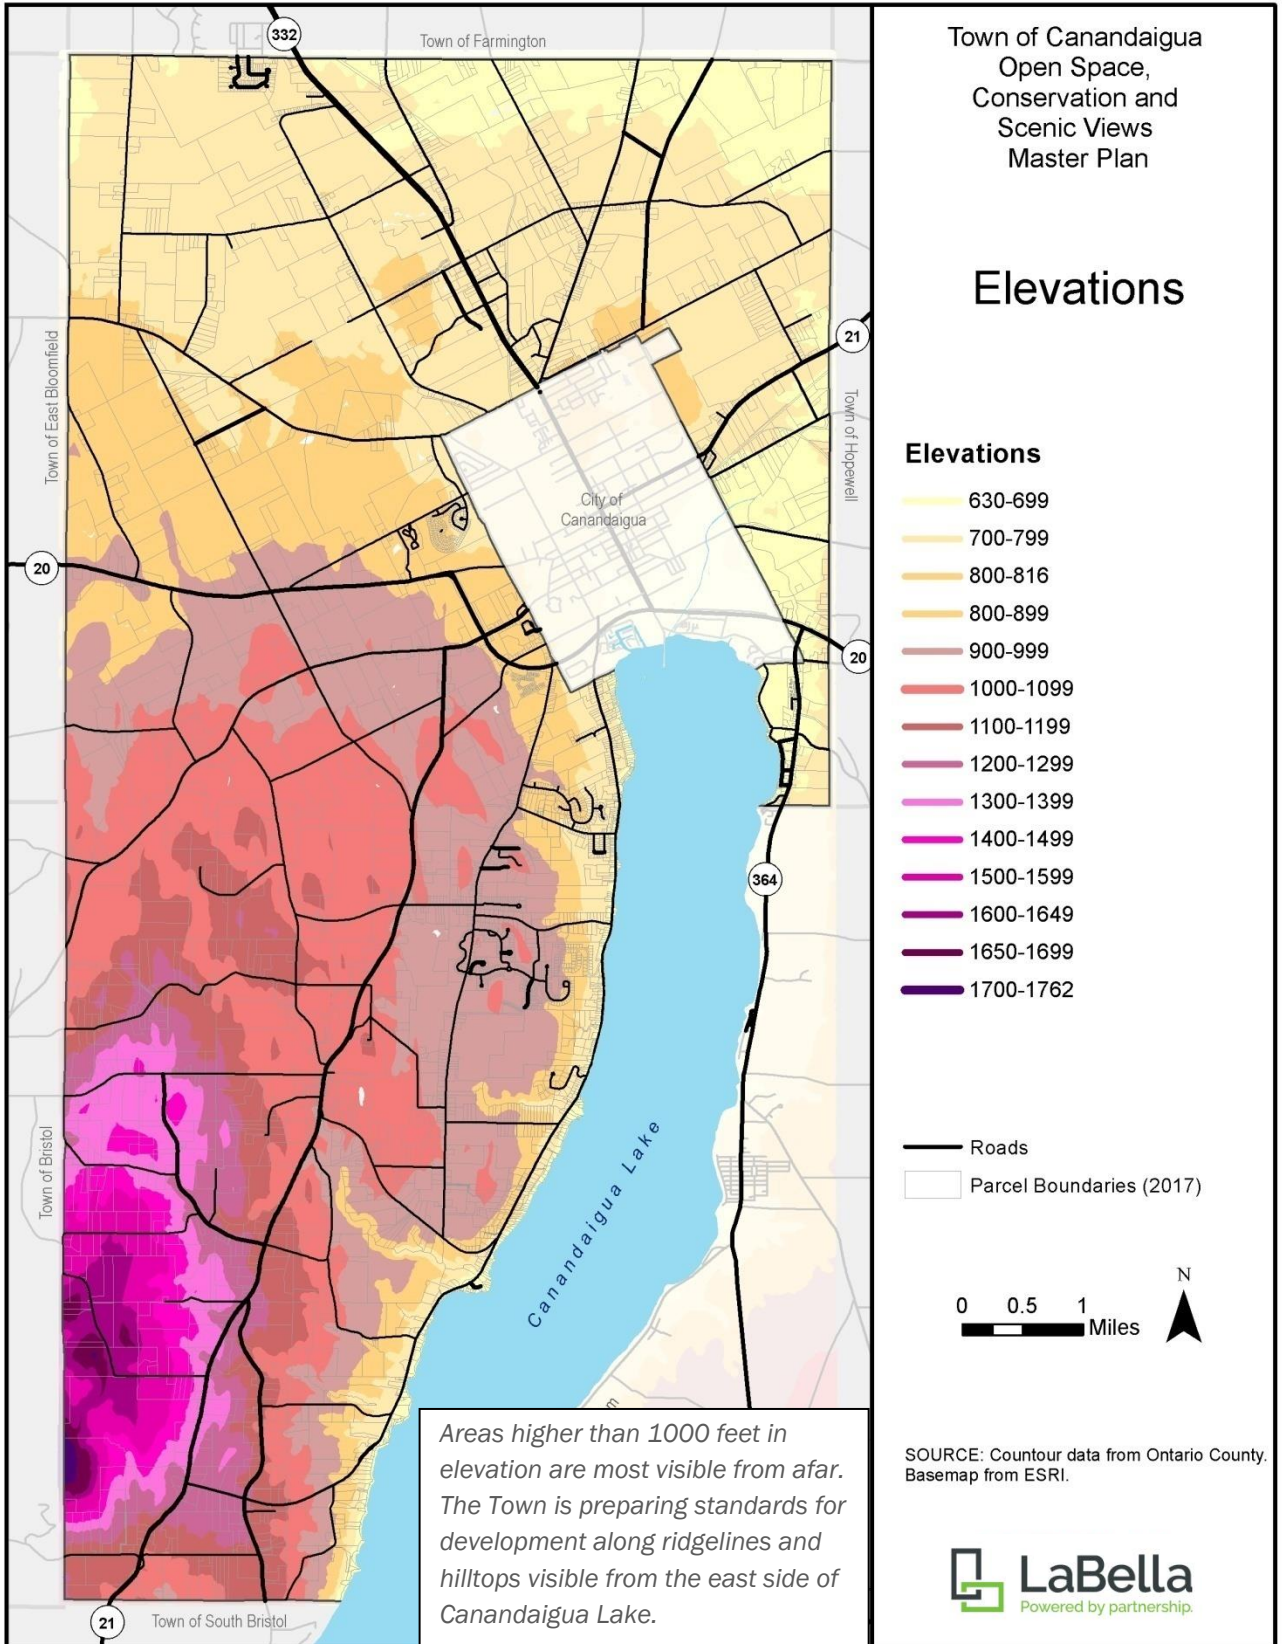 332
Town of Farmington
Town of Canandaigua
Open Space,
Conservation and
Scenic Views
Master Plan
Elevations
21
Town of East Bloomfield
Town of Hopewell
City of
Canandaigua
20
20
Elevations
630-699
700-799
800-816
800-899
900-999
1000-1099
1100-1199
1200-1299
1300-1399
1400-1499
1500-1599
1600-1649
1650-1699
1700-1762
364
Roads
Parcel Boundaries (2017)
Town of Bristol
Canandaigua Lake
N
0 0.5 1
Miles
Areas higher than 1000 feet in
elevation are most visible from afar.
The Town is preparing standards for
development along ridgelines and
hilltops visible from the east side of
Canandaigua Lake.
SOURCE: Countour data from Ontario County.
Basemap from ESRI.
LaBella
Powered by partnership.
21
Town of South Bristol